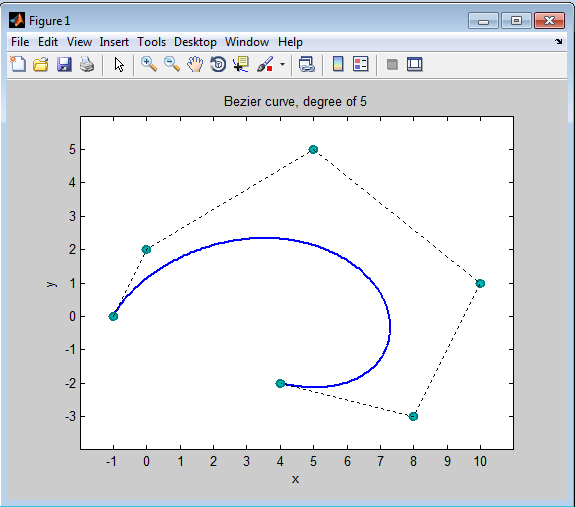 Figure 1
File Edit View Insert Tools Desktop Window Help
Bezier curve, degree of 5
5
4
3
2
1
0
-1
-2
-3
y
-1 0 1 2 3 4 5 6 7 8 9 10
x